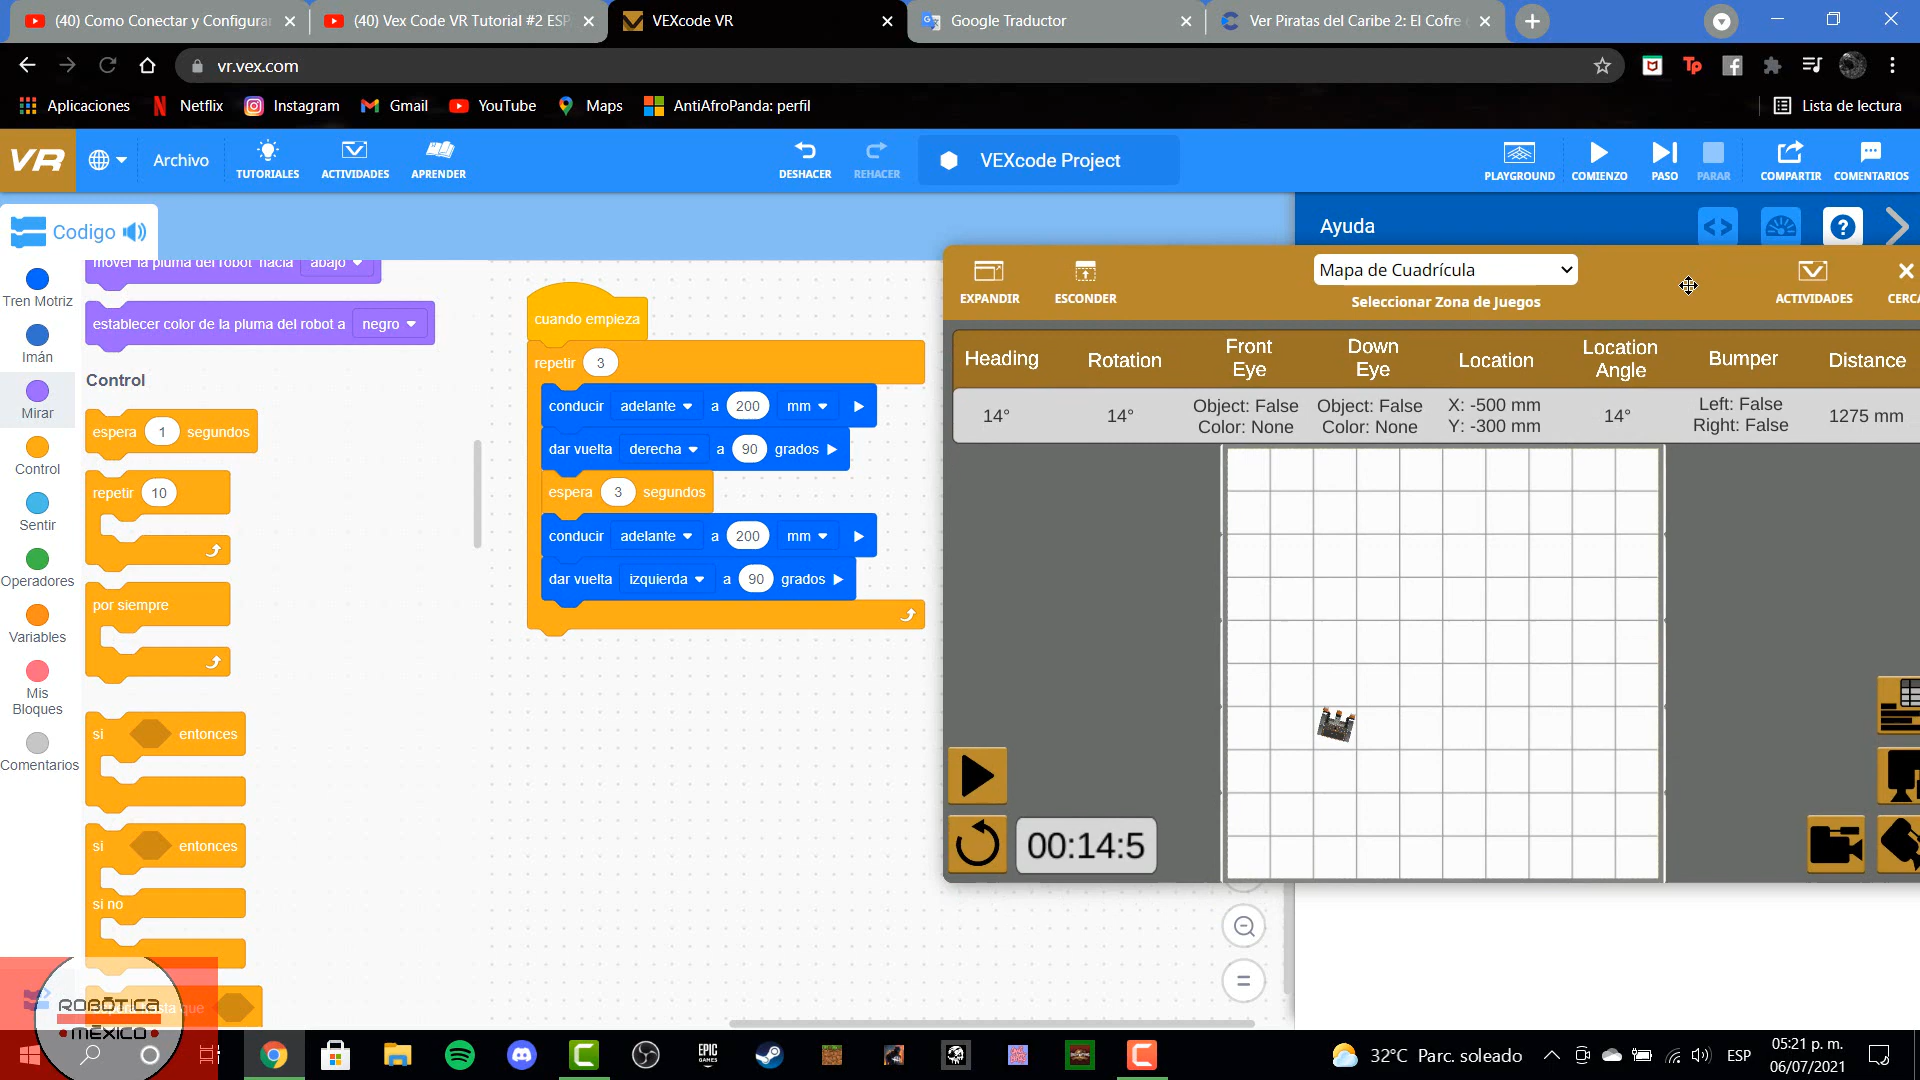 (40) Como Conectar y Configurar
(40) Vex Code VR Tutorial #2 ESP
VEXcode VR
Google Traductor
Ver Piratas del Caribe 2: El Cofre
vr.vex.com
Aplicaciones
Netflix
Instagram
Gmail
YouTube
Maps
AntiAfroPanda: perfil
Lista de lectura
VR
Archivo
TUTORIALES
ACTIVIDADES
APRENDER
DESHACER
REHACER
VEXcode Project
PLAYGROUND
COMIENZO
PASO
PARAR
COMPARTIR
COMENTARIOS
Codigo
Ayuda
Tren Motriz
Imán
Mirar
Control
Sentir
Operadores
Variables
Mis
Bloques
Comentarios
mover la pluma del robot hacia abajo
establecer color de la pluma del robot a negro
Control
espera 1 segundos
repetir 10
por siempre
si entonces
si entonces
si no
cuando empieza
repetir 3
conducir adelante a 200 mm
dar vuelta derecha a 90 grados
espera 3 segundos
conducir adelante a 200 mm
dar vuelta izquierda a 90 grados
EXPANDIR
ESCONDER
Mapa de Cuadrícula
Seleccionar Zona de Juegos
ACTIVIDADES
Heading Rotation Front Eye Down Eye Location Location Angle Bumper Distance
14° 14° Object: False Object: False X: -500 mm 14° Left: False 1275 mm
Color: None Color: None Y: -300 mm Right: False
00:14:5
ROBÓTICA
MÉXICO
EPIC
GAMES
32°C Parc. soleado
ESP
05:21 p. m.
06/07/2021